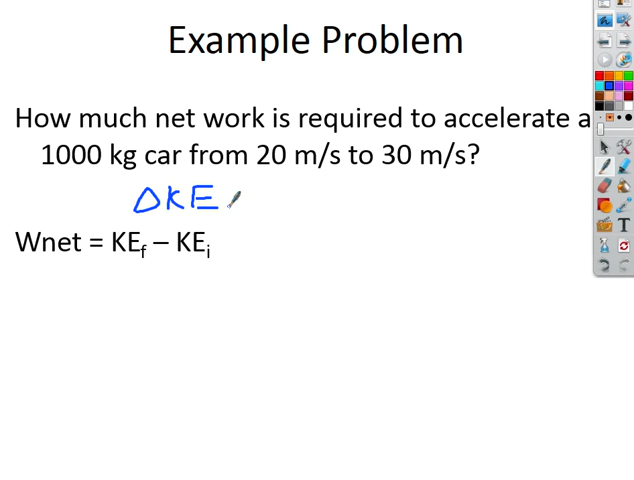 Example Problem
How much net work is required to accelerate a
1000 kg car from 20 m/s to 30 m/s?
ΔKE
Wnet = KEf – KEi
T